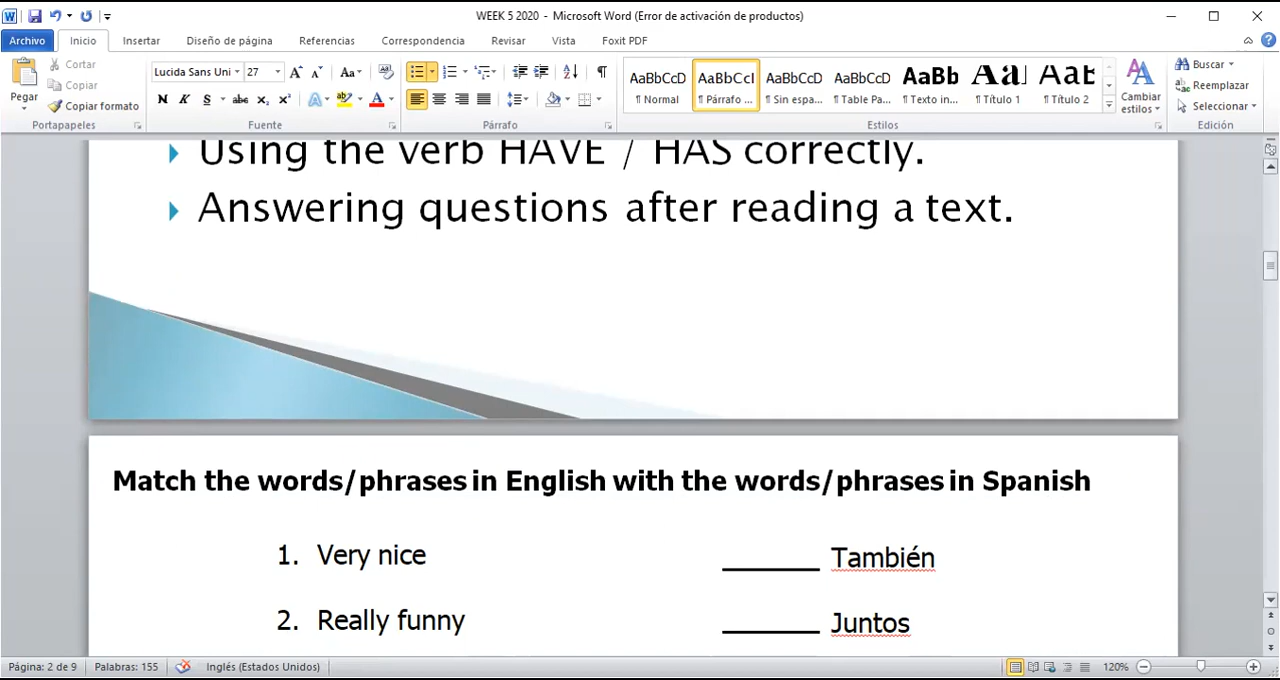 WEEK 5 2020 - Microsoft Word (Error de activación de productos)
Archivo Inicio Insertar Diseño de página Referencias Correspondencia Revisar Vista Foxit PDF
Pegar
Cortar
Copiar
Copiar formato
Portapapeles
Lucida Sans Uni 27
Fuente
Párrafo
AaBbCcD AaBbCcI AaBbCcD AaBbCcD AaBb AaI AaB
¶ Normal ¶ Párrafo ... ¶ Sin espa... ¶ Table Pa... ¶ Texto in... ¶ Título 1 ¶ Título 2
Cambiar estilos
Estilos
Buscar
Reemplazar
Seleccionar
Edición
Using the verb HAVE / HAS correctly.
Answering questions after reading a text.
Match the words/phrases in English with the words/phrases in Spanish
1. Very nice ______ También
2. Really funny ______ Juntos
Página: 2 de 9 Palabras: 155 Inglés (Estados Unidos) 120%